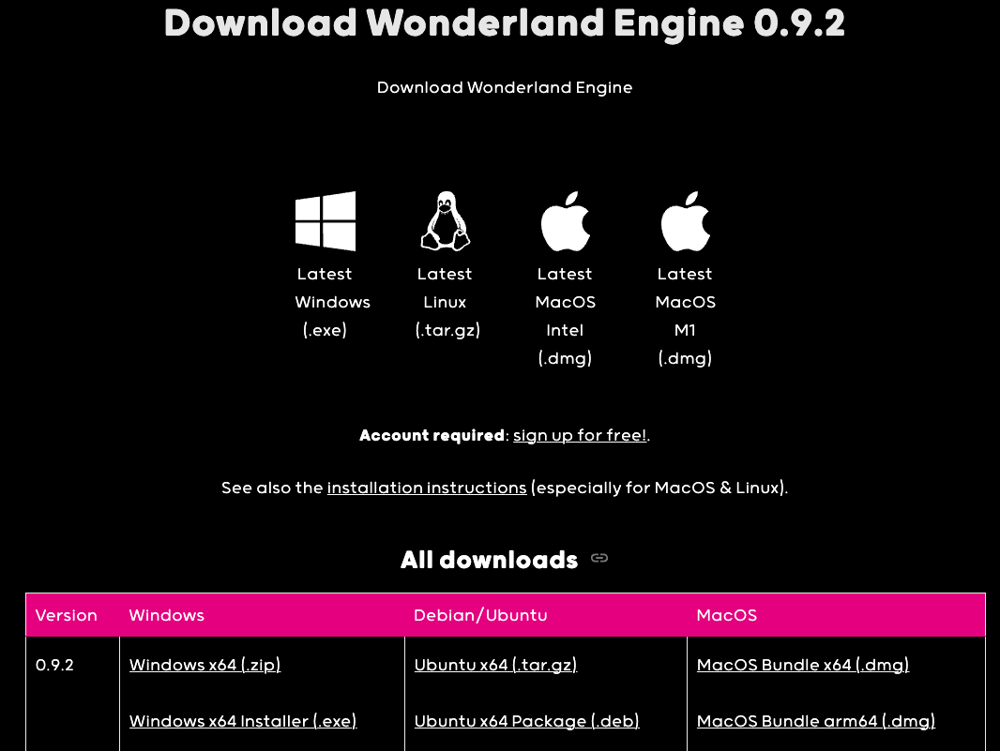 Download Wonderland Engine 0.9.2
Download Wonderland Engine
Latest Windows (.exe)
Latest Linux (.tar.gz)
Latest MacOS Intel (.dmg)
Latest MacOS M1 (.dmg)
Account required: sign up for free!.
See also the installation instructions (especially for MacOS & Linux).
All downloads
Version Windows Debian/Ubuntu MacOS
0.9.2 Windows x64 (.zip) Ubuntu x64 (.tar.gz) MacOS Bundle x64 (.dmg)
Windows x64 Installer (.exe) Ubuntu x64 Package (.deb) MacOS Bundle arm64 (.dmg)